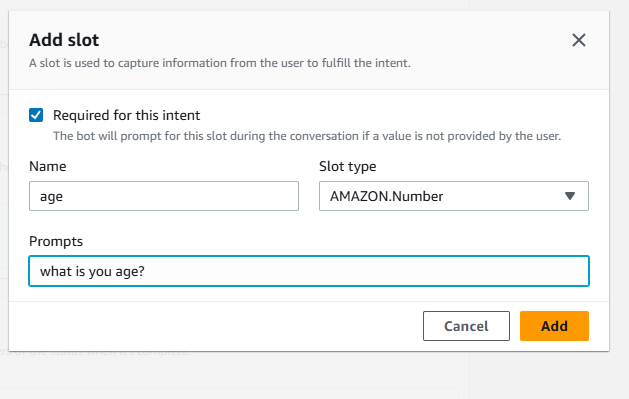 Add slot
A slot is used to capture information from the user to fulfill the intent.
Required for this intent
The bot will prompt for this slot during the conversation if a value is not provided by the user.
Name
Slot type
age
AMAZON.Number
Prompts
what is you age?
Cancel
Add